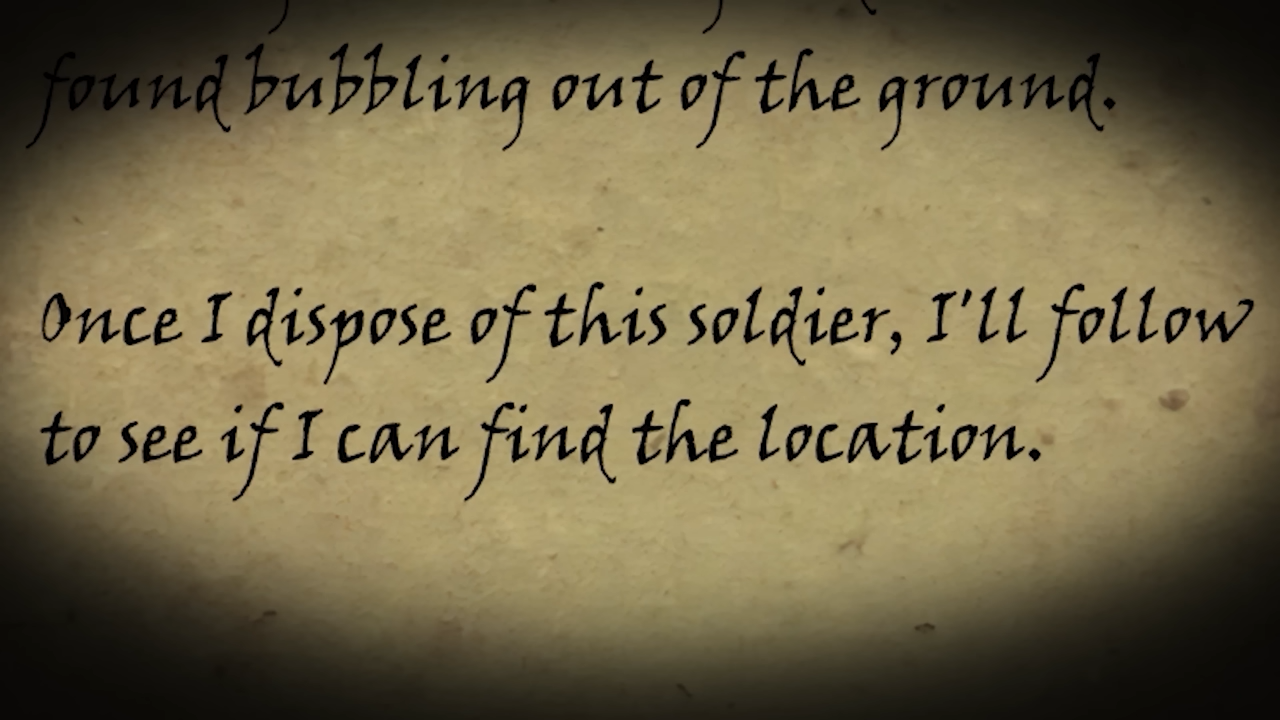 found bubbling out of the ground.
Once I dispose of this soldier, I'll follow
to see if I can find the location.